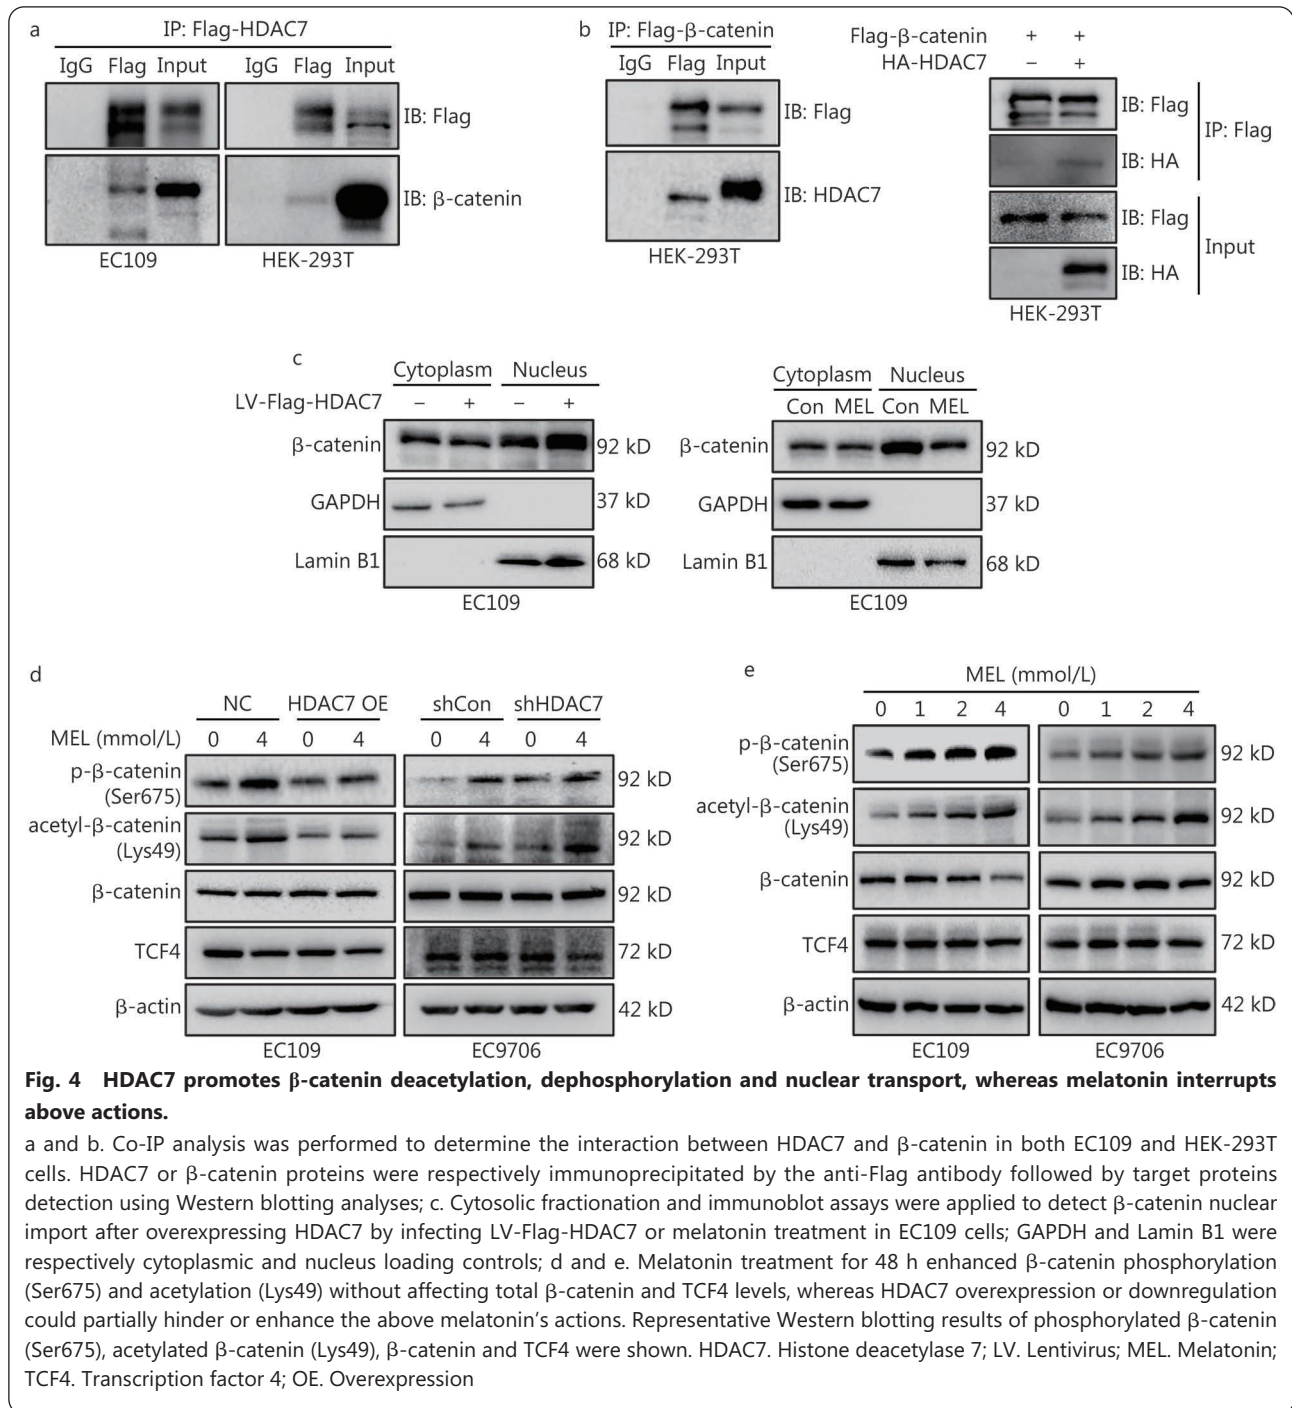 a
IP: Flag-HDAC7
IgG Flag Input IgG Flag Input
IB: Flag
IB: β-catenin
EC109 HEK-293T
b IP: Flag-β-catenin
IgG Flag Input
IB: Flag
IB: HDAC7
HEK-293T
Flag-β-catenin + +
HA-HDAC7 − +
IB: Flag
IP: Flag
IB: HA
IB: Flag
Input
IB: HA
HEK-293T
c
Cytoplasm Nucleus
LV-Flag-HDAC7 − + − +
β-catenin 92 kD
GAPDH 37 kD
Lamin B1 68 kD
EC109
Cytoplasm Nucleus
Con MEL Con MEL
β-catenin 92 kD
GAPDH 37 kD
Lamin B1 68 kD
EC109
d
NC HDAC7 OE shCon shHDAC7
MEL (mmol/L) 0 4 0 4 0 4 0 4
p-β-catenin
(Ser675) 92 kD
acetyl-β-catenin
(Lys49) 92 kD
β-catenin 92 kD
TCF4 72 kD
β-actin 42 kD
EC109 EC9706
e
MEL (mmol/L)
0 1 2 4 0 1 2 4
p-β-catenin
(Ser675) 92 kD
acetyl-β-catenin
(Lys49) 92 kD
β-catenin 92 kD
TCF4 72 kD
β-actin 42 kD
EC109 EC9706
Fig. 4 HDAC7 promotes β-catenin deacetylation, dephosphorylation and nuclear transport, whereas melatonin interrupts
above actions.
a and b. Co-IP analysis was performed to determine the interaction between HDAC7 and β-catenin in both EC109 and HEK-293T
cells. HDAC7 or β-catenin proteins were respectively immunoprecipitated by the anti-Flag antibody followed by target proteins
detection using Western blotting analyses; c. Cytosolic fractionation and immunoblot assays were applied to detect β-catenin nuclear
import after overexpressing HDAC7 by infecting LV-Flag-HDAC7 or melatonin treatment in EC109 cells; GAPDH and Lamin B1 were
respectively cytoplasmic and nucleus loading controls; d and e. Melatonin treatment for 48 h enhanced β-catenin phosphorylation
(Ser675) and acetylation (Lys49) without affecting total β-catenin and TCF4 levels, whereas HDAC7 overexpression or downregulation
could partially hinder or enhance the above melatonin's actions. Representative Western blotting results of phosphorylated β-catenin
(Ser675), acetylated β-catenin (Lys49), β-catenin and TCF4 were shown. HDAC7. Histone deacetylase 7; LV. Lentivirus; MEL. Melatonin;
TCF4. Transcription factor 4; OE. Overexpression